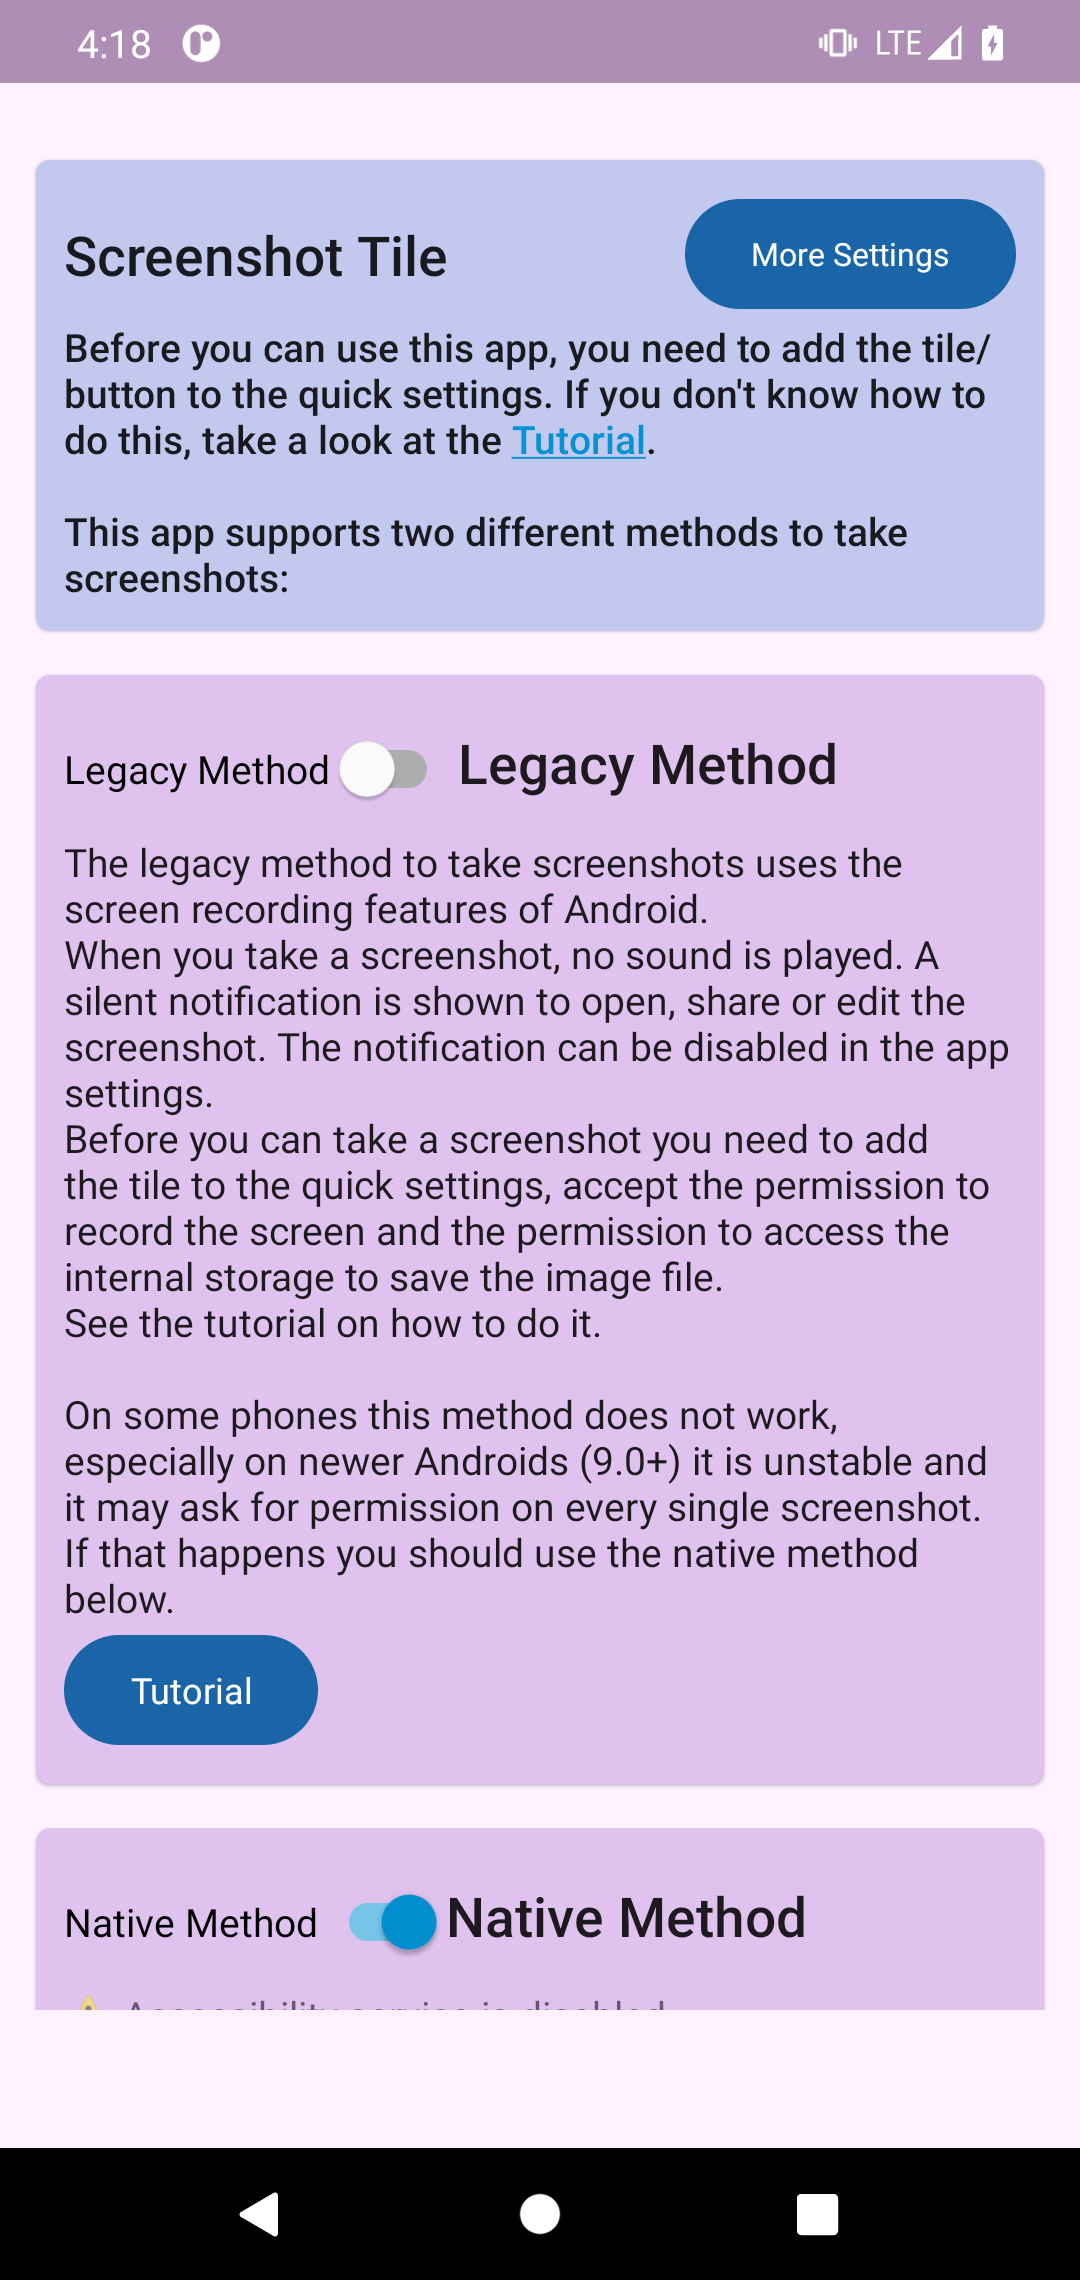 4:18
LTE
Screenshot Tile
More Settings
Before you can use this app, you need to add the tile/
button to the quick settings. If you don't know how to
do this, take a look at the Tutorial.
This app supports two different methods to take
screenshots:
Legacy Method
Legacy Method
The legacy method to take screenshots uses the
screen recording features of Android.
When you take a screenshot, no sound is played. A
silent notification is shown to open, share or edit the
screenshot. The notification can be disabled in the app
settings.
Before you can take a screenshot you need to add
the tile to the quick settings, accept the permission to
record the screen and the permission to access the
internal storage to save the image file.
See the tutorial on how to do it.
On some phones this method does not work,
especially on newer Androids (9.0+) it is unstable and
it may ask for permission on every single screenshot.
If that happens you should use the native method
below.
Tutorial
Native Method
Native Method
Accessibility service is disabled